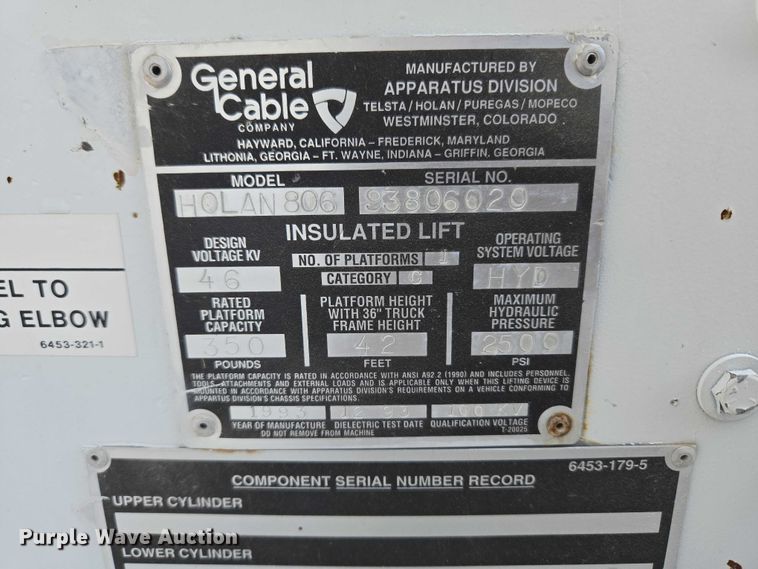 General Cable COMPANY
MANUFACTURED BY
APPARATUS DIVISION
TELSTA/HOLAN/PUREGAS/MOPECO
WESTMINSTER, COLORADO
HAYWARD, CALIFORNIA - FREDERICK, MARYLAND
LITHONIA, GEORGIA - FT. WAYNE, INDIANA - GRIFFIN, GEORGIA
MODEL SERIAL NO.
HOLAN 806 93806020
INSULATED LIFT
DESIGN VOLTAGE KV
46
NO. OF PLATFORMS 1
CATEGORY C
OPERATING SYSTEM VOLTAGE
HYD
RATED PLATFORM CAPACITY
350
POUNDS
PLATFORM HEIGHT
WITH 36" TRUCK
FRAME HEIGHT
42
FEET
MAXIMUM HYDRAULIC PRESSURE
2500
PSI
THE PLATFORM CAPACITY IS RATED IN ACCORDANCE WITH ANSI A92.2 (1990) AND INCLUDES PERSONNEL,
TOOLS, ATTACHMENTS AND EXTERNAL LOADS AND IS APPLICABLE ONLY WHEN THIS LIFTING DEVICE IS
MOUNTED IN ACCORDANCE WITH APPARATUS DIVISION'S REQUIREMENTS ON A VEHICLE CONFORMING TO
APPARTUS DIVISION'S CHASSIS SPECIFICATIONS.
1993 12-93 100 KV
YEAR OF MANUFACTURE DIELECTRIC TEST DATE QUALIFICATION VOLTAGE
DO NOT REMOVE FROM MACHINE T-20025
EL TO
G ELBOW
6453-321-1
6453-179-5
COMPONENT SERIAL NUMBER RECORD
UPPER CYLINDER
LOWER CYLINDER
Purple Wave Auction